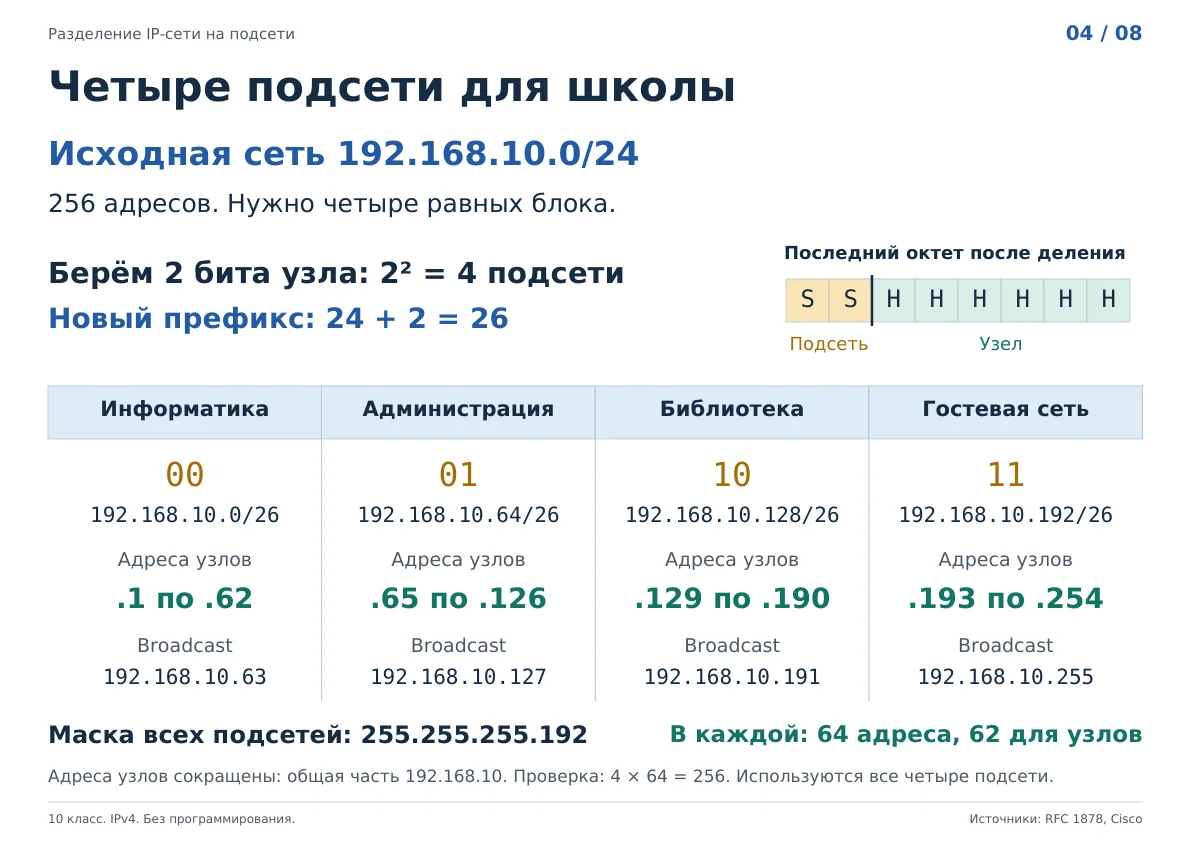 Разделение IP-сети на подсети
04 / 08
Четыре подсети для школы
Исходная сеть 192.168.10.0/24
256 адресов. Нужно четыре равных блока.
Берём 2 бита узла: 2² = 4 подсети
Новый префикс: 24 + 2 = 26
Последний октет после деления
S S H H H H H H
Подсеть Узел
Информатика Администрация Библиотека Гостевая сеть
00 01 10 11
192.168.10.0/26 192.168.10.64/26 192.168.10.128/26 192.168.10.192/26
Адреса узлов Адреса узлов Адреса узлов Адреса узлов
.1 по .62 .65 по .126 .129 по .190 .193 по .254
Broadcast Broadcast Broadcast Broadcast
192.168.10.63 192.168.10.127 192.168.10.191 192.168.10.255
Маска всех подсетей: 255.255.255.192
В каждой: 64 адреса, 62 для узлов
Адреса узлов сокращены: общая часть 192.168.10. Проверка: 4 × 64 = 256. Используются все четыре подсети.
10 класс. IPv4. Без программирования.
Источники: RFC 1878, Cisco